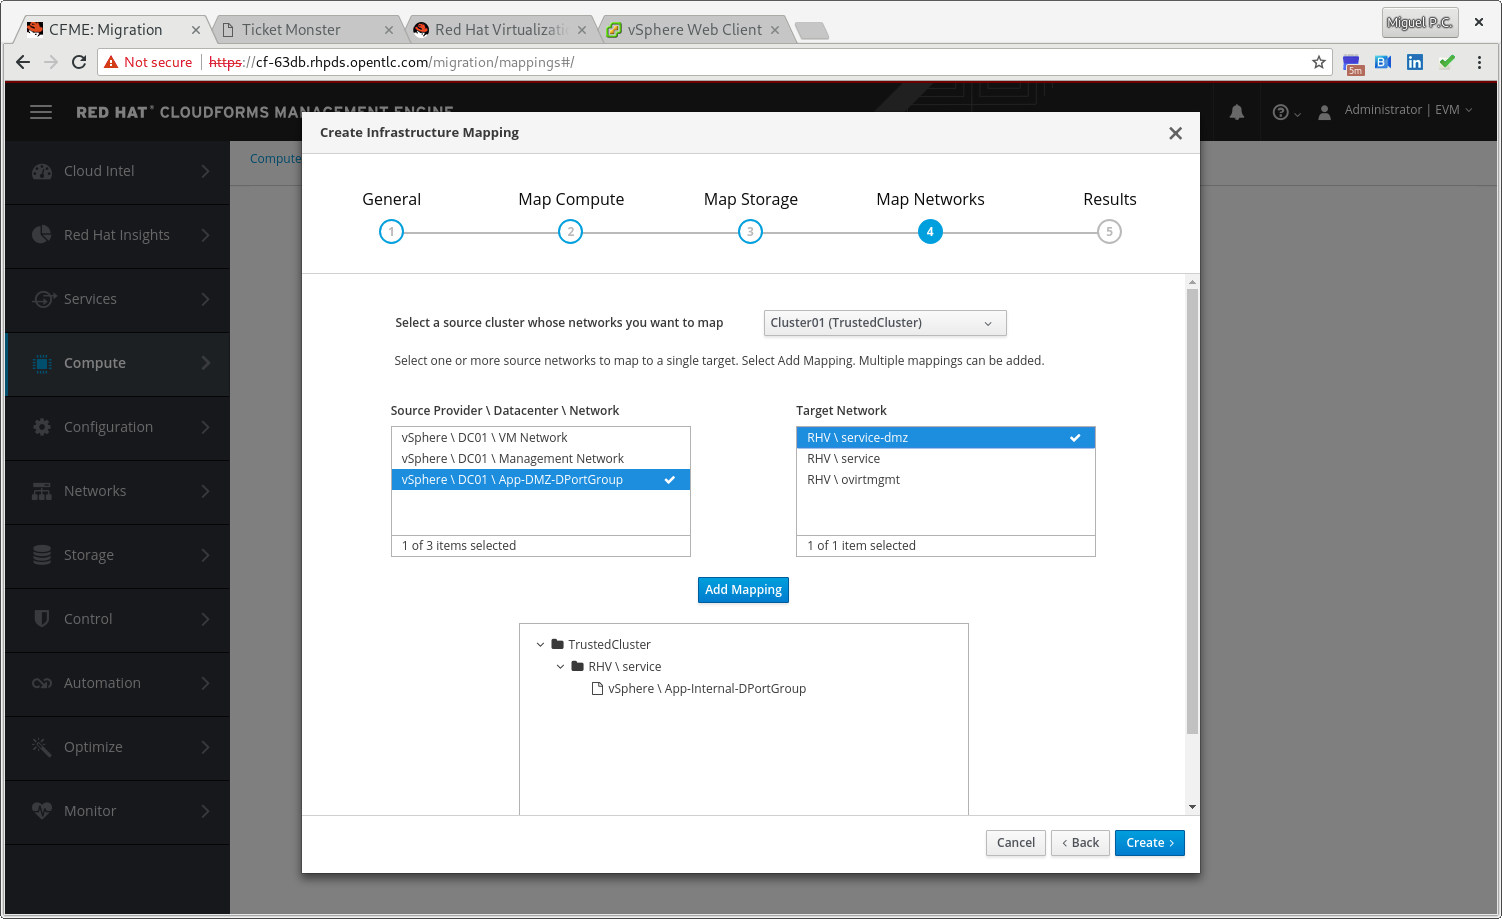 CFME: Migration
Ticket Monster
Red Hat Virtualizati
vSphere Web Client
Miguel P.C.
Not secure
https://cf-63db.rhpds.opentlc.com/migration/mappings#/
5m
RED HAT® CLOUDFORMS MANAGEMENT ENGINE
Administrator | EVM
Cloud Intel
Red Hat Insights
Services
Compute
Configuration
Networks
Storage
Control
Automation
Optimize
Monitor
Compute
Create Infrastructure Mapping
General
Map Compute
Map Storage
Map Networks
Results
1
2
3
4
5
Select a source cluster whose networks you want to map
Cluster01 (TrustedCluster)
Select one or more source networks to map to a single target. Select Add Mapping. Multiple mappings can be added.
Source Provider \ Datacenter \ Network
vSphere \ DC01 \ VM Network
vSphere \ DC01 \ Management Network
vSphere \ DC01 \ App-DMZ-DPortGroup
1 of 3 items selected
Target Network
RHV \ service-dmz
RHV \ service
RHV \ ovirtmgmt
1 of 1 item selected
Add Mapping
TrustedCluster
RHV \ service
vSphere \ App-Internal-DPortGroup
Cancel
‹ Back
Create ›